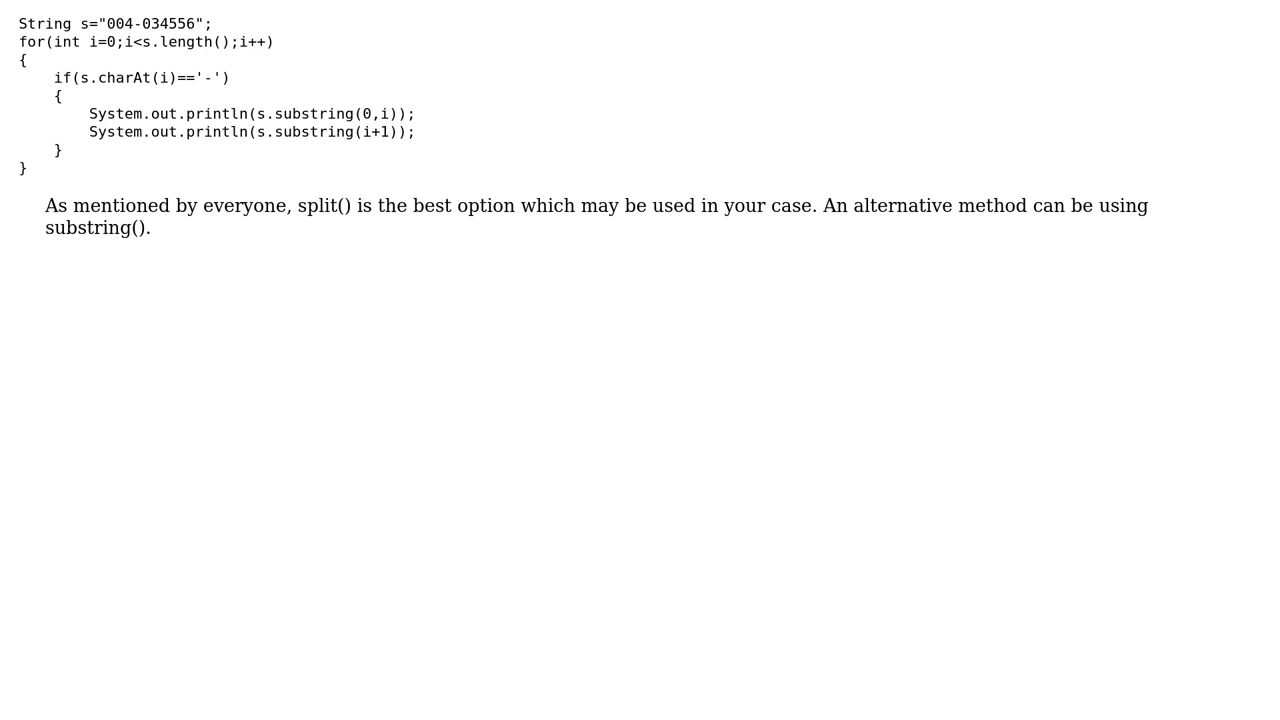 String s="004-034556";
for(int i=0;i<s.length();i++)
{
    if(s.charAt(i)=='-')
    {
        System.out.println(s.substring(0,i));
        System.out.println(s.substring(i+1));
    }
}
As mentioned by everyone, split() is the best option which may be used in your case. An alternative method can be using
substring().